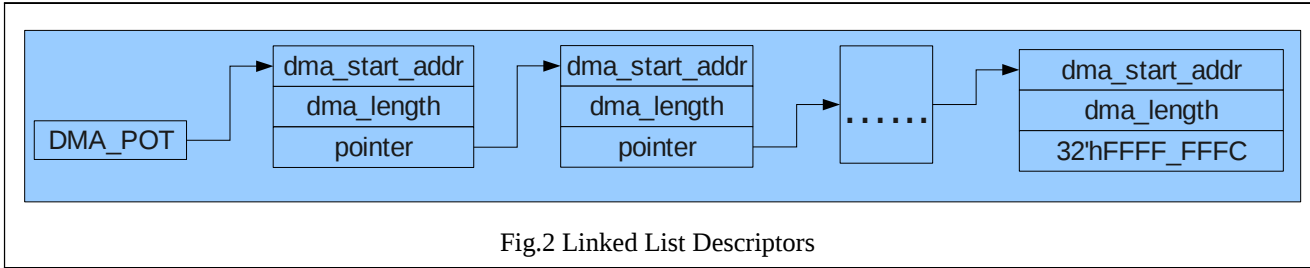 DMA_POT
dma_start_addr
dma_length
pointer
dma_start_addr
dma_length
pointer
......
dma_start_addr
dma_length
32'hFFFF_FFFC
Fig.2 Linked List Descriptors